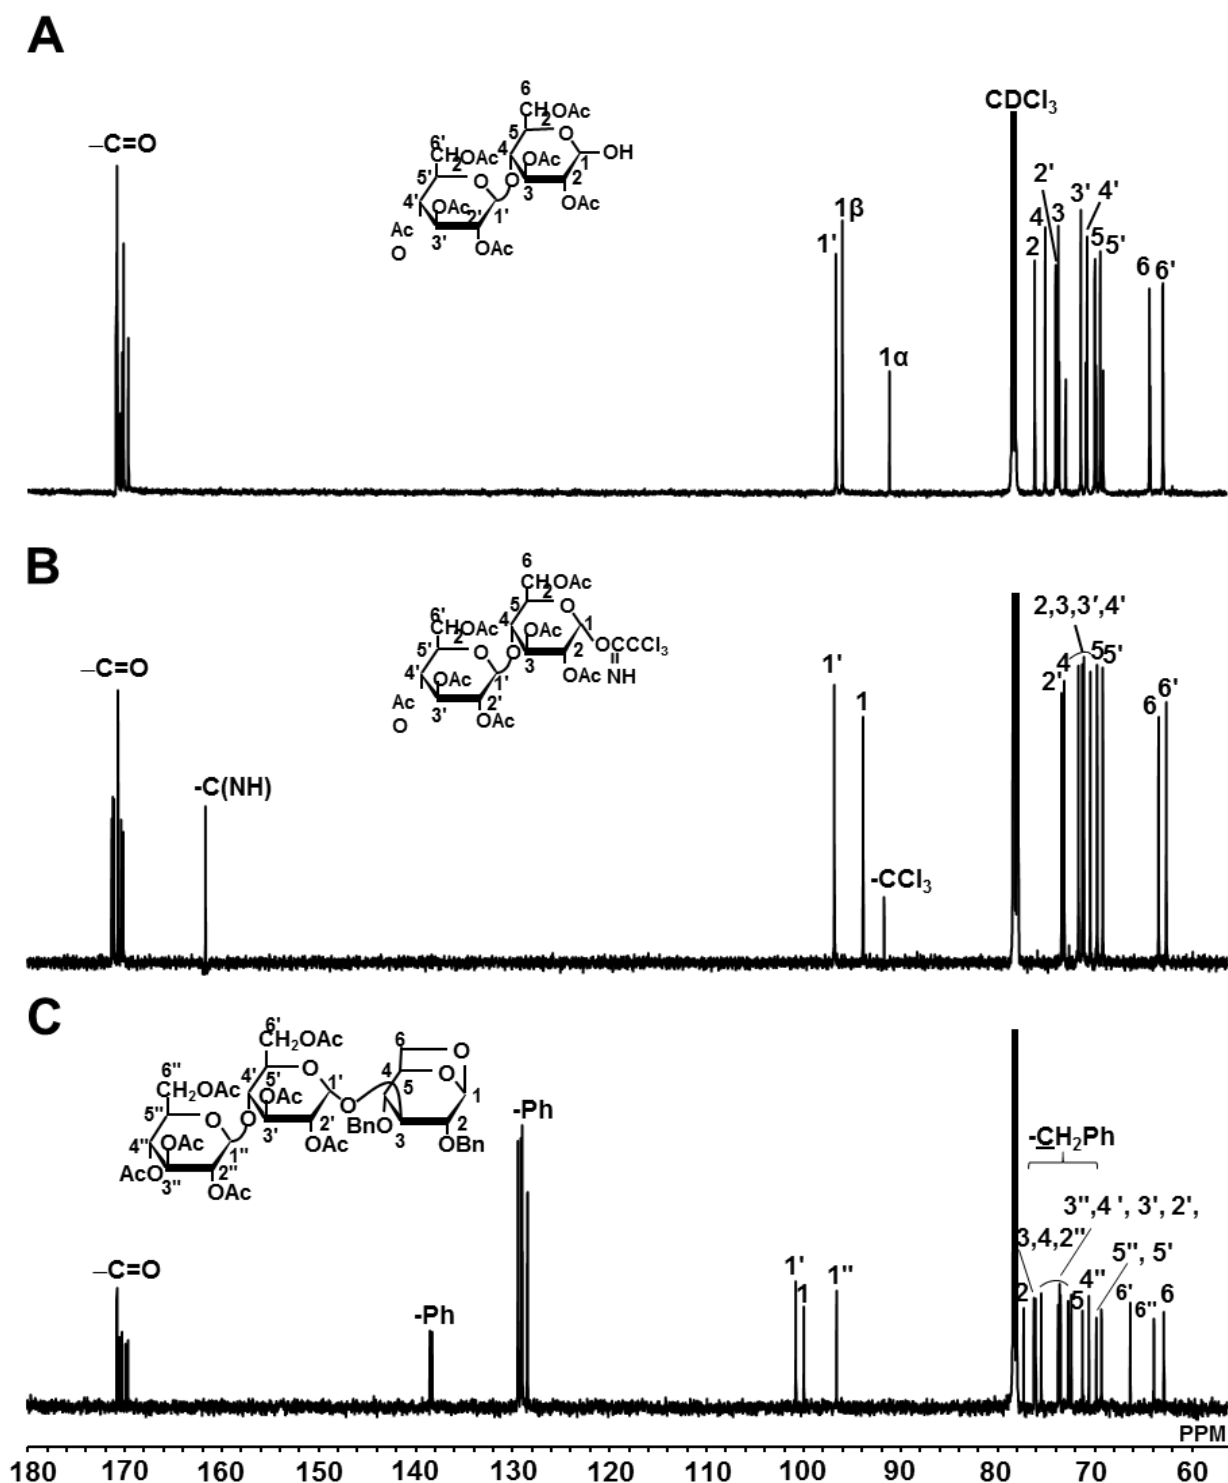 A
–C=O
6
CH2OAc
5
O
6'
CH2OAc
4
OAc
1
OH
5'
O
O
3
2
OAc
4'
OAc
2'
1'
Ac
O
3'
OAc
1'
1β
1α
CDCl3
2'
4
3
3'
4'
2
5
5'
6
6'
B
–C=O
-C(NH)
6
CH2OAc
5
O
6'
CH2OAc
4
OAc
1
OCCCl3
NH
5'
O
O
3
2
OAc
4'
OAc
1'
Ac
O
3'
2'
OAc
1'
1
-CCl3
2,3,3',4'
2'
4
5
5'
6
6'
C
–C=O
6'
CH2OAc
6
O
6''
CH2OAc
4'
5'
O
1'
4
O
5
1
5''
O
O
OAc
O
BnO
2
4''
OAc
1''
3'
2'
OAc
3
OBn
AcO
3''
2''
OAc
-Ph
-Ph
1'
1
1''
-CH2Ph
3'',4 ', 3', 2',
3,4,2''
5'', 5'
2
5
4''
6'
6''
6
PPM
180 170 160 150 140 130 120 110 100 90 80 70 60